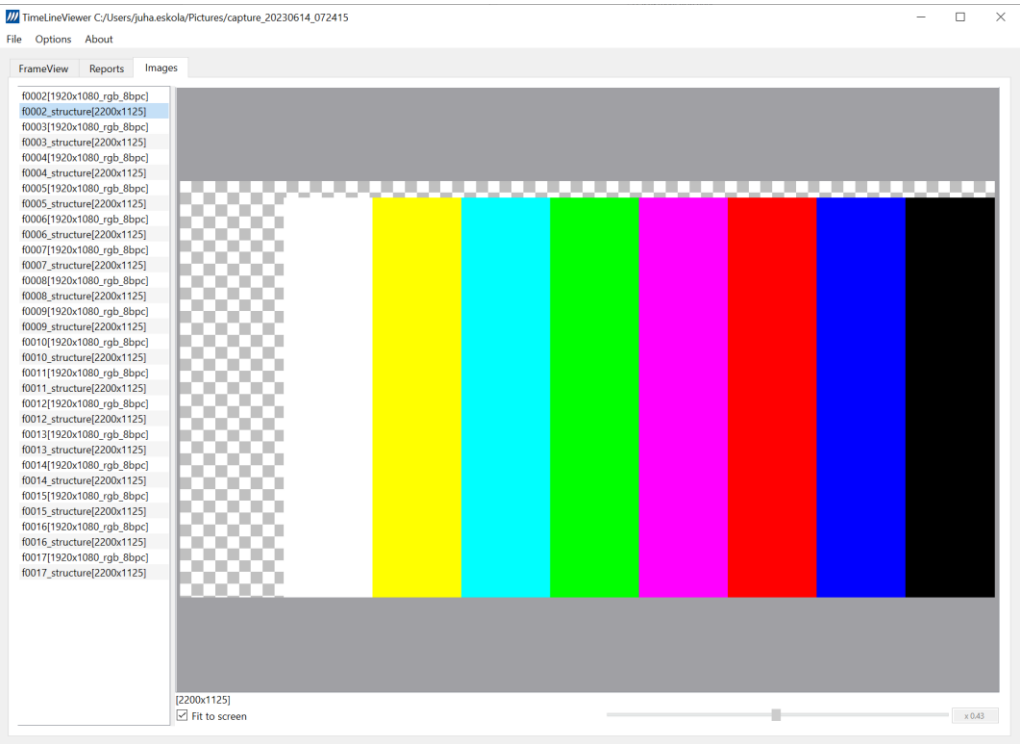 TimeLineViewer C:/Users/juha.eskola/Pictures/capture_20230614_072415
File Options About
FrameView Reports Images
f0002[1920x1080_rgb_8bpc]
f0002_structure[2200x1125]
f0003[1920x1080_rgb_8bpc]
f0003_structure[2200x1125]
f0004[1920x1080_rgb_8bpc]
f0004_structure[2200x1125]
f0005[1920x1080_rgb_8bpc]
f0005_structure[2200x1125]
f0006[1920x1080_rgb_8bpc]
f0006_structure[2200x1125]
f0007[1920x1080_rgb_8bpc]
f0007_structure[2200x1125]
f0008[1920x1080_rgb_8bpc]
f0008_structure[2200x1125]
f0009[1920x1080_rgb_8bpc]
f0009_structure[2200x1125]
f0010[1920x1080_rgb_8bpc]
f0010_structure[2200x1125]
f0011[1920x1080_rgb_8bpc]
f0011_structure[2200x1125]
f0012[1920x1080_rgb_8bpc]
f0012_structure[2200x1125]
f0013[1920x1080_rgb_8bpc]
f0013_structure[2200x1125]
f0014[1920x1080_rgb_8bpc]
f0014_structure[2200x1125]
f0015[1920x1080_rgb_8bpc]
f0015_structure[2200x1125]
f0016[1920x1080_rgb_8bpc]
f0016_structure[2200x1125]
f0017[1920x1080_rgb_8bpc]
f0017_structure[2200x1125]
[2200x1125]
Fit to screen
x 0.43